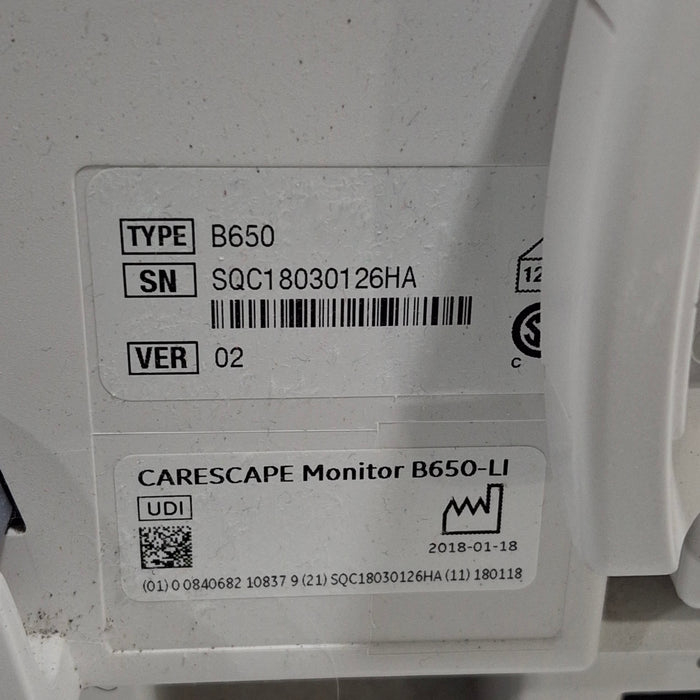 TYPE B650
SN SQC18030126HA
VER 02
12
C
CARESCAPE Monitor B650-LI
UDI
2018-01-18
(01) 0 0840682 10837 9 (21) SQC18030126HA (11) 180118